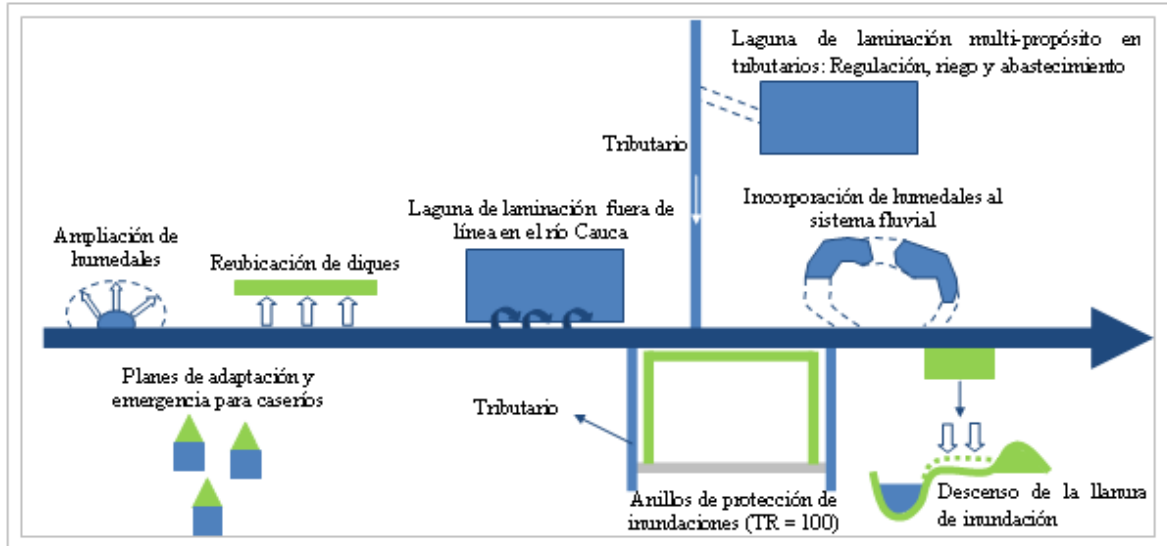 Laguna de laminación multi-propósito en
tributarios: Regulación, riego y abastecimiento
Tributario
Incorporación de humedales al
sistema fluvial
Laguna de laminación fuera de
línea en el río Cauca
Ampliación de
humedales
Reubicación de diques
Planes de adaptación y
emergencia para caseríos
Tributario
Anillos de protección de
inundaciones (TR = 100)
Descenso de la llanura
de inundación